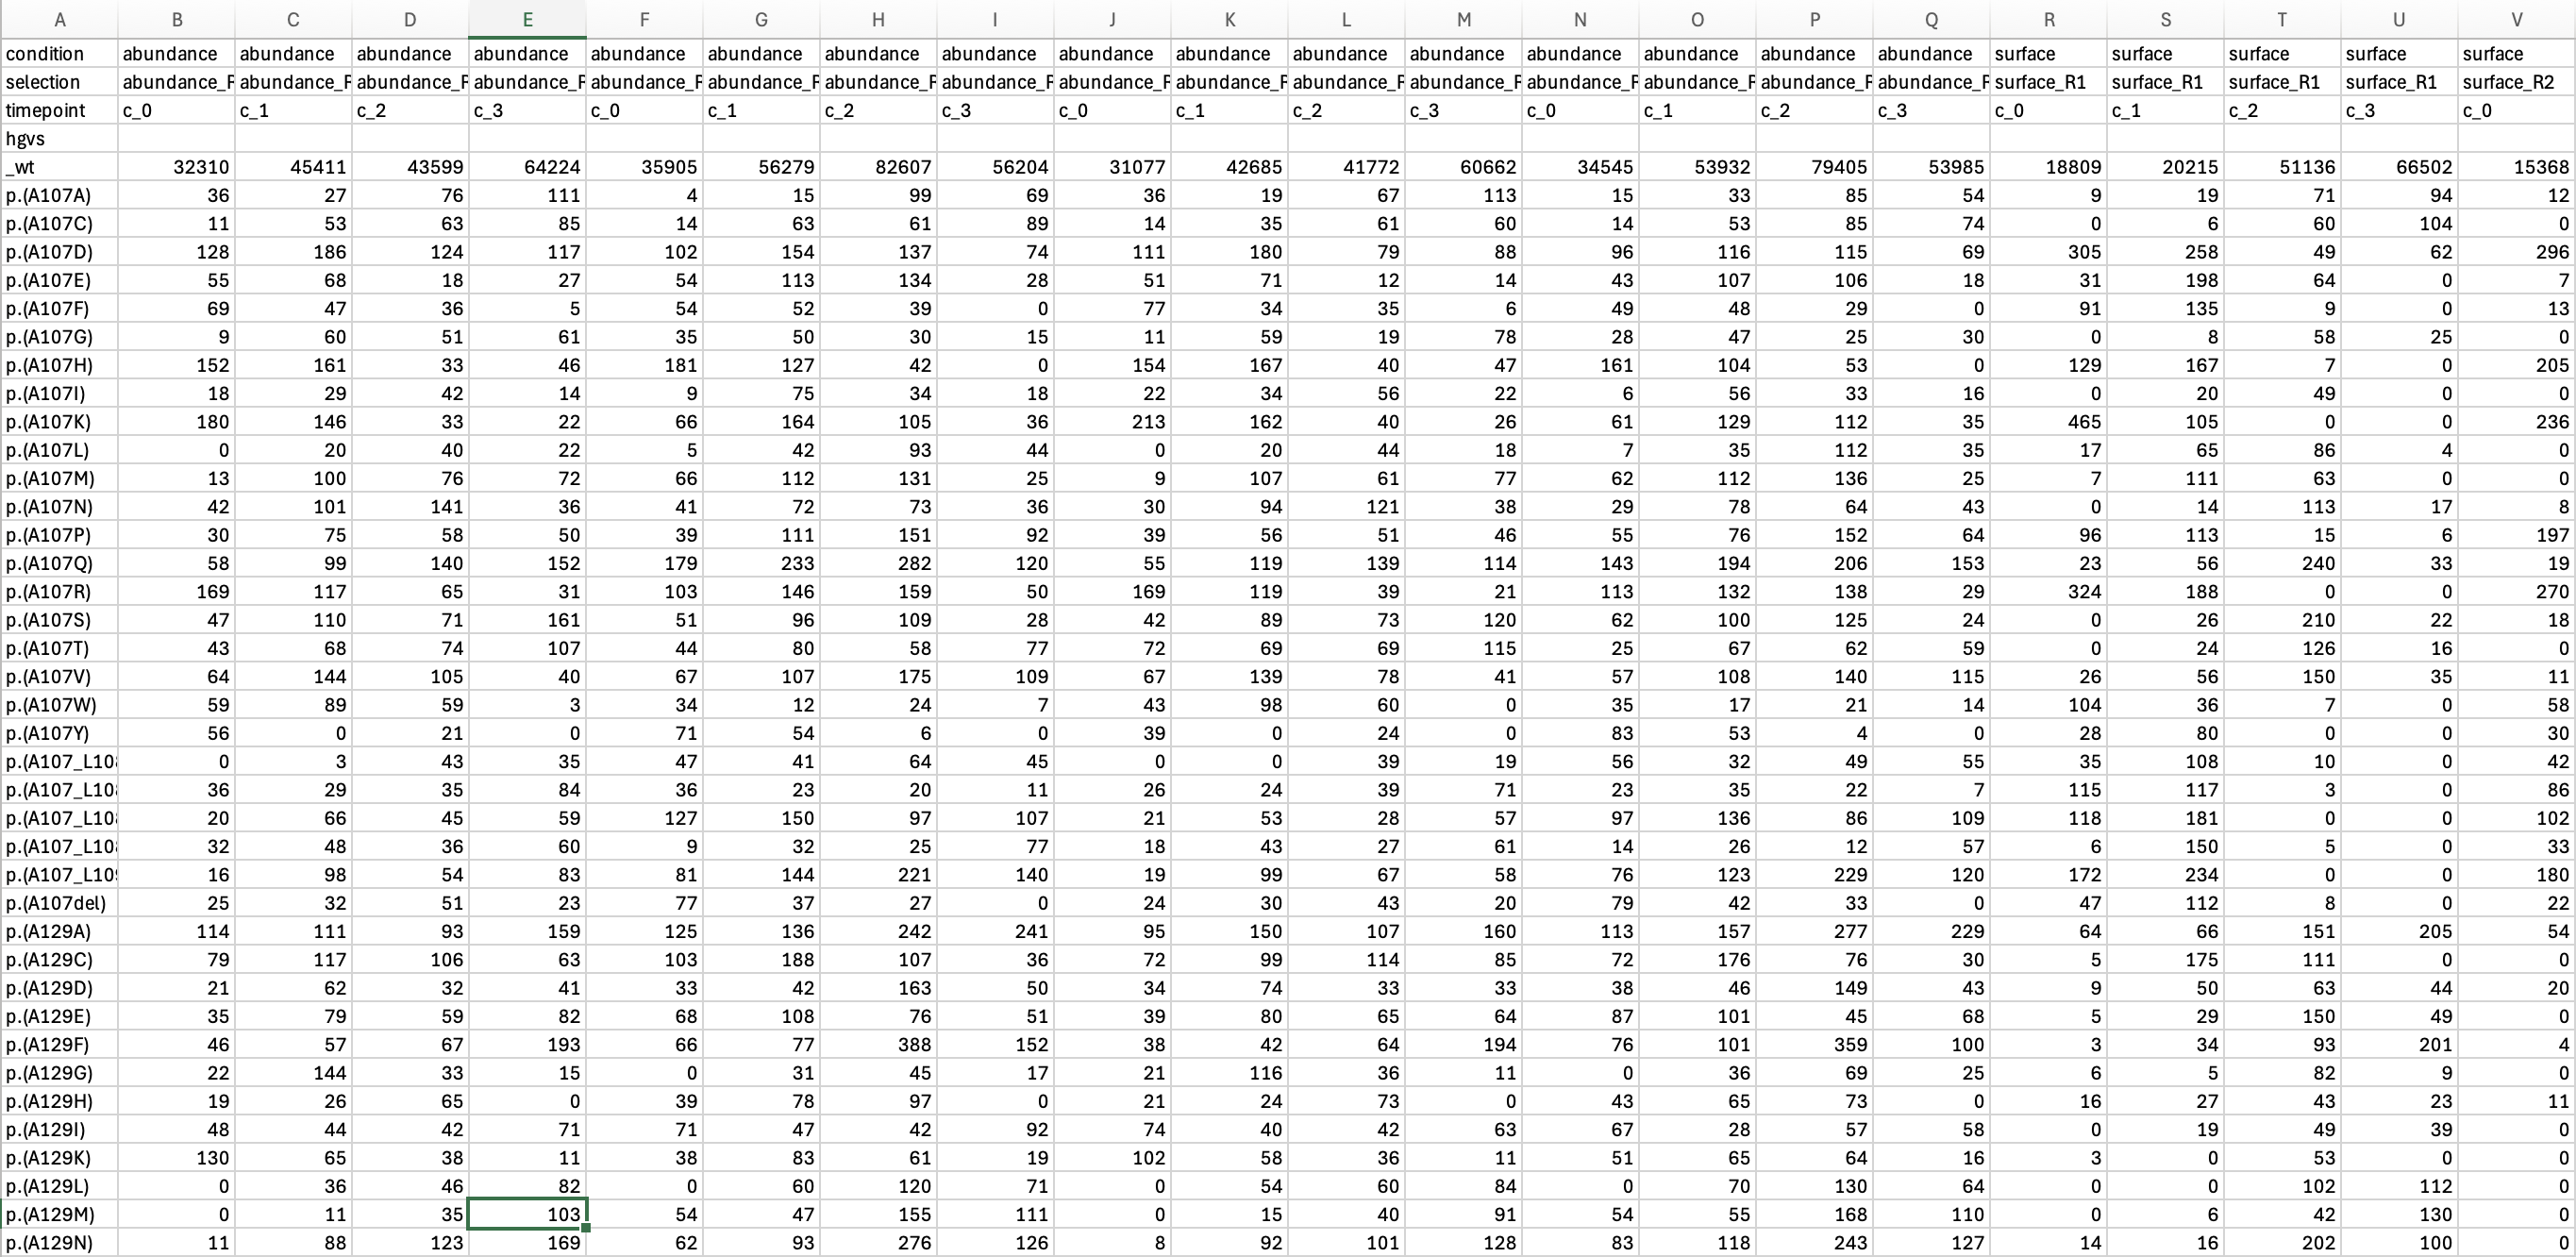 A B C D E F G H I J K L M N O P Q R S T U V
condition abundance abundance abundance abundance abundance abundance abundance abundance abundance abundance abundance abundance abundance abundance abundance abundance surface surface surface surface surface
selection abundance_F abundance_F abundance_F abundance_F abundance_F abundance_F abundance_F abundance_F abundance_F abundance_F abundance_F abundance_F abundance_F abundance_F abundance_F abundance_F surface_R1 surface_R1 surface_R1 surface_R1 surface_R2
timepoint c_0 c_1 c_2 c_3 c_0 c_1 c_2 c_3 c_0 c_1 c_2 c_3 c_0 c_1 c_2 c_3 c_0 c_1 c_2 c_3 c_0
hgvs
_wt 32310 45411 43599 64224 35905 56279 82607 56204 31077 42685 41772 60662 34545 53932 79405 53985 18809 20215 51136 66502 15368
p.(A107A) 36 27 76 111 4 15 99 69 36 19 67 113 15 33 85 54 9 19 71 94 12
p.(A107C) 11 53 63 85 14 63 61 89 14 35 61 60 14 53 85 74 0 6 60 104 0
p.(A107D) 128 186 124 117 102 154 137 74 111 180 79 88 96 116 115 69 305 258 49 62 296
p.(A107E) 55 68 18 27 54 113 134 28 51 71 12 14 43 107 106 18 31 198 64 0 7
p.(A107F) 69 47 36 5 54 52 39 0 77 34 35 6 49 48 29 0 91 135 9 0 13
p.(A107G) 9 60 51 61 35 50 30 15 11 59 19 78 28 47 25 30 0 8 58 25 0
p.(A107H) 152 161 33 46 181 127 42 0 154 167 40 47 161 104 53 0 129 167 7 0 205
p.(A107I) 18 29 42 14 9 75 34 18 22 34 56 22 6 56 33 16 0 20 49 0 0
p.(A107K) 180 146 33 22 66 164 105 36 213 162 40 26 61 129 112 35 465 105 0 0 236
p.(A107L) 0 20 40 22 5 42 93 44 0 20 44 18 7 35 112 35 17 65 86 4 0
p.(A107M) 13 100 76 72 66 112 131 25 9 107 61 77 62 112 136 25 7 111 63 0 0
p.(A107N) 42 101 141 36 41 72 73 36 30 94 121 38 29 78 64 43 0 14 113 17 8
p.(A107P) 30 75 58 50 39 111 151 92 39 56 51 46 55 76 152 64 96 113 15 6 197
p.(A107Q) 58 99 140 152 179 233 282 120 55 119 139 114 143 194 206 153 23 56 240 33 19
p.(A107R) 169 117 65 31 103 146 159 50 169 119 39 21 113 132 138 29 324 188 0 0 270
p.(A107S) 47 110 71 161 51 96 109 28 42 89 73 120 62 100 125 24 0 26 210 22 18
p.(A107T) 43 68 74 107 44 80 58 77 72 69 69 115 25 67 62 59 0 24 126 16 0
p.(A107V) 64 144 105 40 67 107 175 109 67 139 78 41 57 108 140 115 26 56 150 35 11
p.(A107W) 59 89 59 3 34 12 24 7 43 98 60 0 35 17 21 14 104 36 7 0 58
p.(A107Y) 56 0 21 0 71 54 6 0 39 0 24 0 83 53 4 0 28 80 0 0 30
p.(A107_L108 0 3 43 35 47 41 64 45 0 0 39 19 56 32 49 55 35 108 10 0 42
p.(A107_L108 36 29 35 84 36 23 20 11 26 24 39 71 23 35 22 7 115 117 3 0 86
p.(A107_L108 20 66 45 59 127 150 97 107 21 53 28 57 97 136 86 109 118 181 0 0 102
p.(A107_L108 32 48 36 60 9 32 25 77 18 43 27 61 14 26 12 57 6 150 5 0 33
p.(A107_L109 16 98 54 83 81 144 221 140 19 99 67 58 76 123 229 120 172 234 0 0 180
p.(A107del) 25 32 51 23 77 37 27 0 24 30 43 20 79 42 33 0 47 112 8 0 22
p.(A129A) 114 111 93 159 125 136 242 241 95 150 107 160 113 157 277 229 64 66 151 205 54
p.(A129C) 79 117 106 63 103 188 107 36 72 99 114 85 72 176 76 30 5 175 111 0 0
p.(A129D) 21 62 32 41 33 42 163 50 34 74 33 33 38 46 149 43 9 50 63 44 20
p.(A129E) 35 79 59 82 68 108 76 51 39 80 65 64 87 101 45 68 5 29 150 49 0
p.(A129F) 46 57 67 193 66 77 388 152 38 42 64 194 76 101 359 100 3 34 93 201 4
p.(A129G) 22 144 33 15 0 31 45 17 21 116 36 11 0 36 69 25 6 5 82 9 0
p.(A129H) 19 26 65 0 39 78 97 0 21 24 73 0 43 65 73 0 16 27 43 23 11
p.(A129I) 48 44 42 71 71 47 42 92 74 40 42 63 67 28 57 58 0 19 49 39 0
p.(A129K) 130 65 38 11 38 83 61 19 102 58 36 11 51 65 64 16 3 0 53 0 0
p.(A129L) 0 36 46 82 0 60 120 71 0 54 60 84 0 70 130 64 0 0 102 112 0
p.(A129M) 0 11 35 103 54 47 155 111 0 15 40 91 54 55 168 110 0 6 42 130 0
p.(A129N) 11 88 123 169 62 93 276 126 8 92 101 128 83 118 243 127 14 16 202 100 0